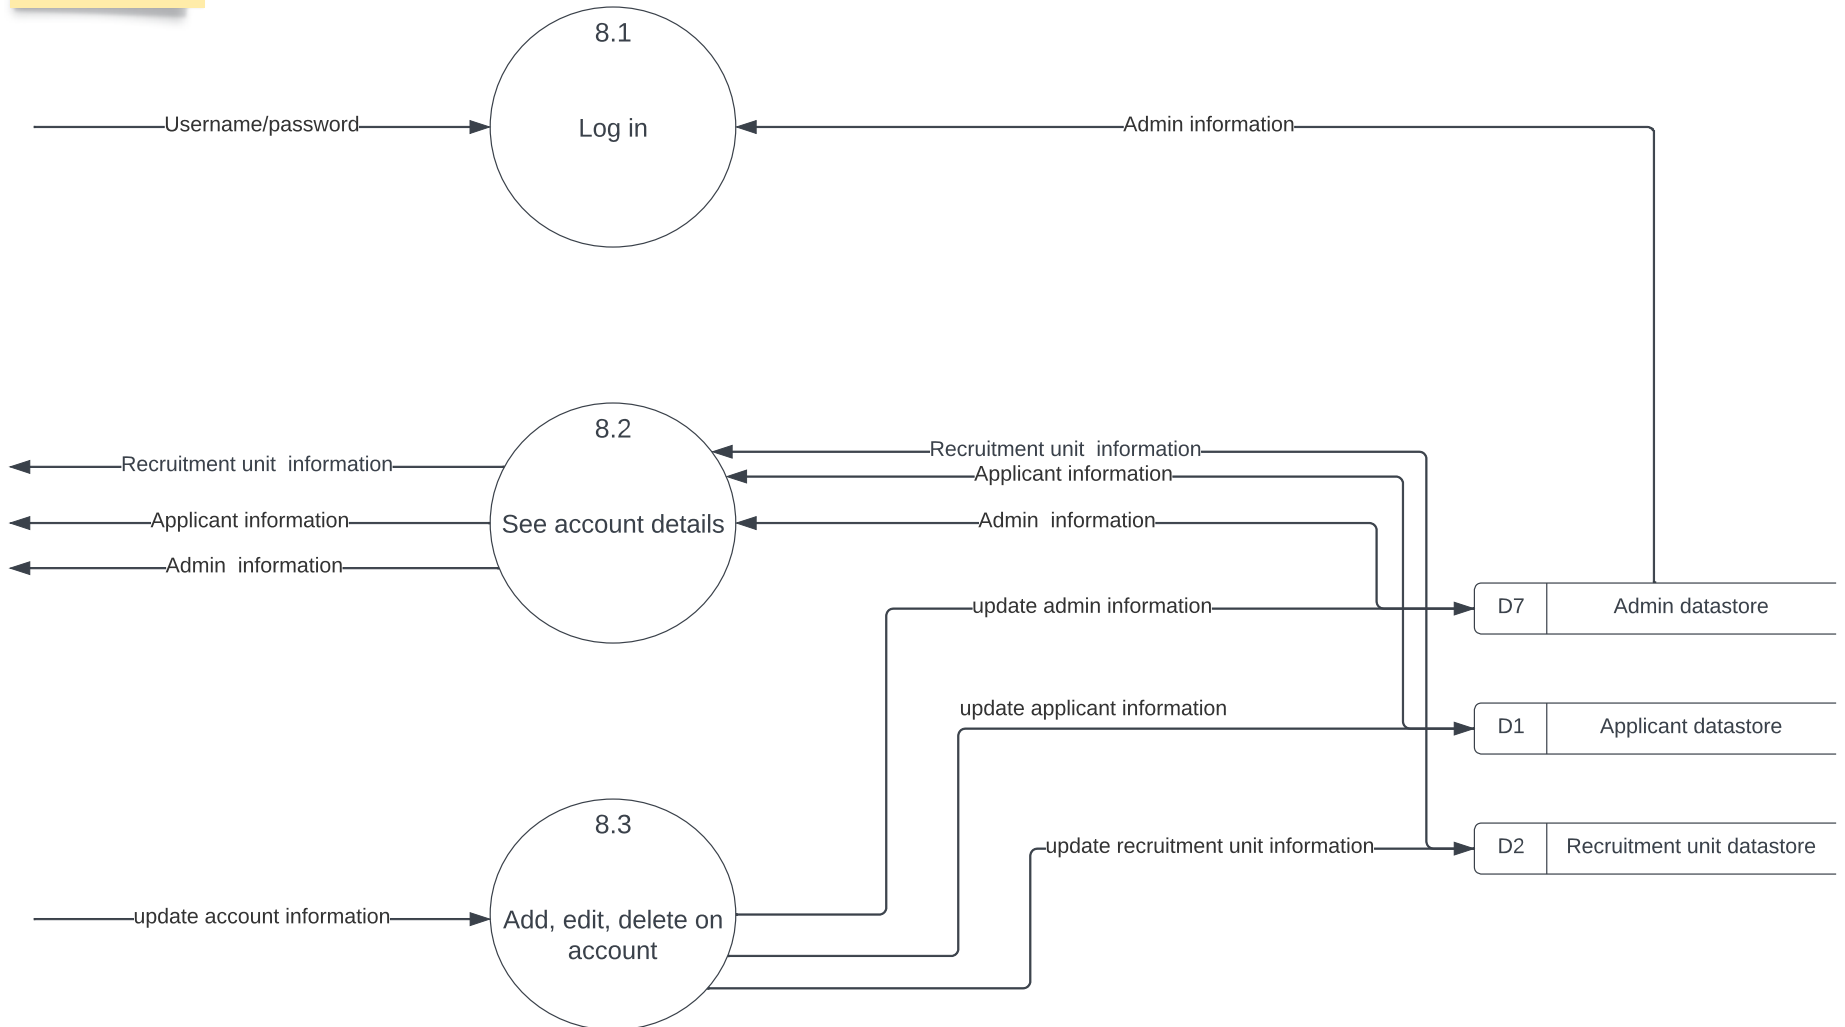 8.1
Username/password
Log in
Admin information
8.2
Recruitment unit  information
Applicant information
Admin  information
See account details
Recruitment unit  information
Applicant information
Admin  information
update admin information
D7
Admin datastore
update applicant information
D1
Applicant datastore
update recruitment unit information
D2
Recruitment unit datastore
8.3
update account information
Add, edit, delete on
account